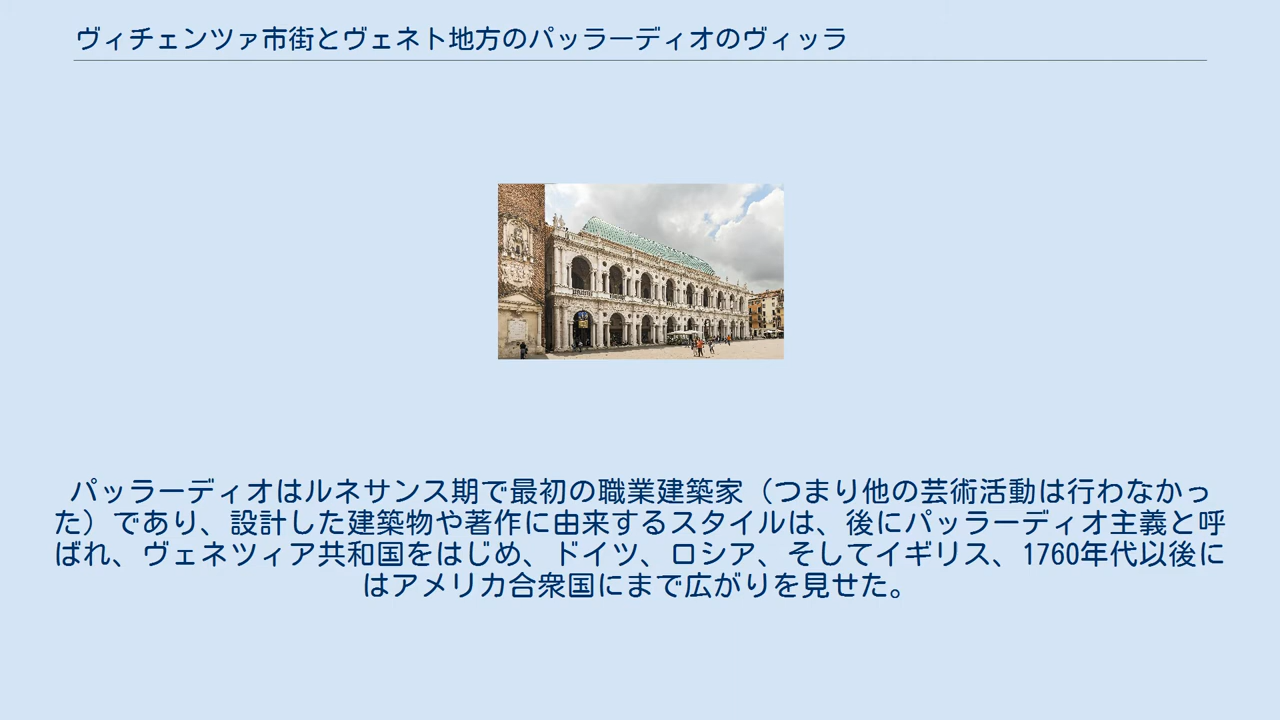 ヴィチェンツァ市街とヴェネト地方のパッラーディオのヴィッラ
パッラーディオはルネサンス期で最初の職業建築家（つまり他の芸術活動は行わなかっ
た）であり、設計した建築物や著作に由来するスタイルは、後にパッラーディオ主義と呼
ばれ、ヴェネツィア共和国をはじめ、ドイツ、ロシア、そしてイギリス、1760年代以後に
はアメリカ合衆国にまで広がりを見せた。